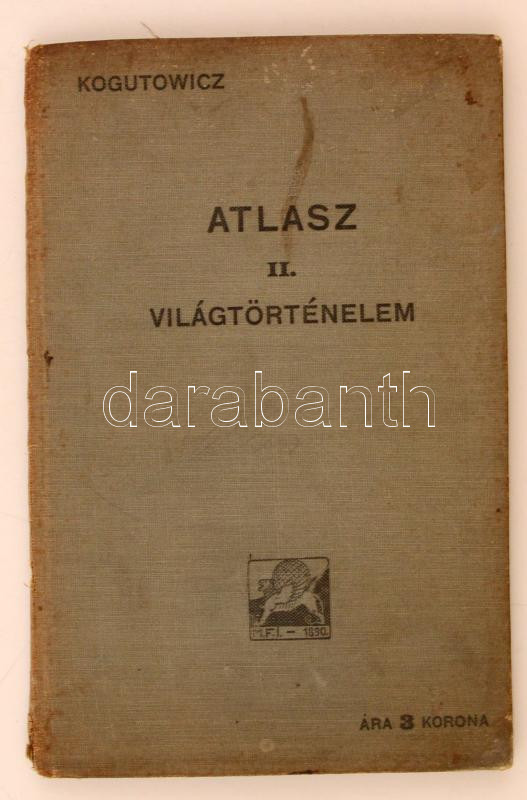 KOGUTOWICZ
ATLASZ
II.
VILÁGTÖRTÉNELEM
darabanth
M.F.I. – 1890.
ÁRA 3 KORONA